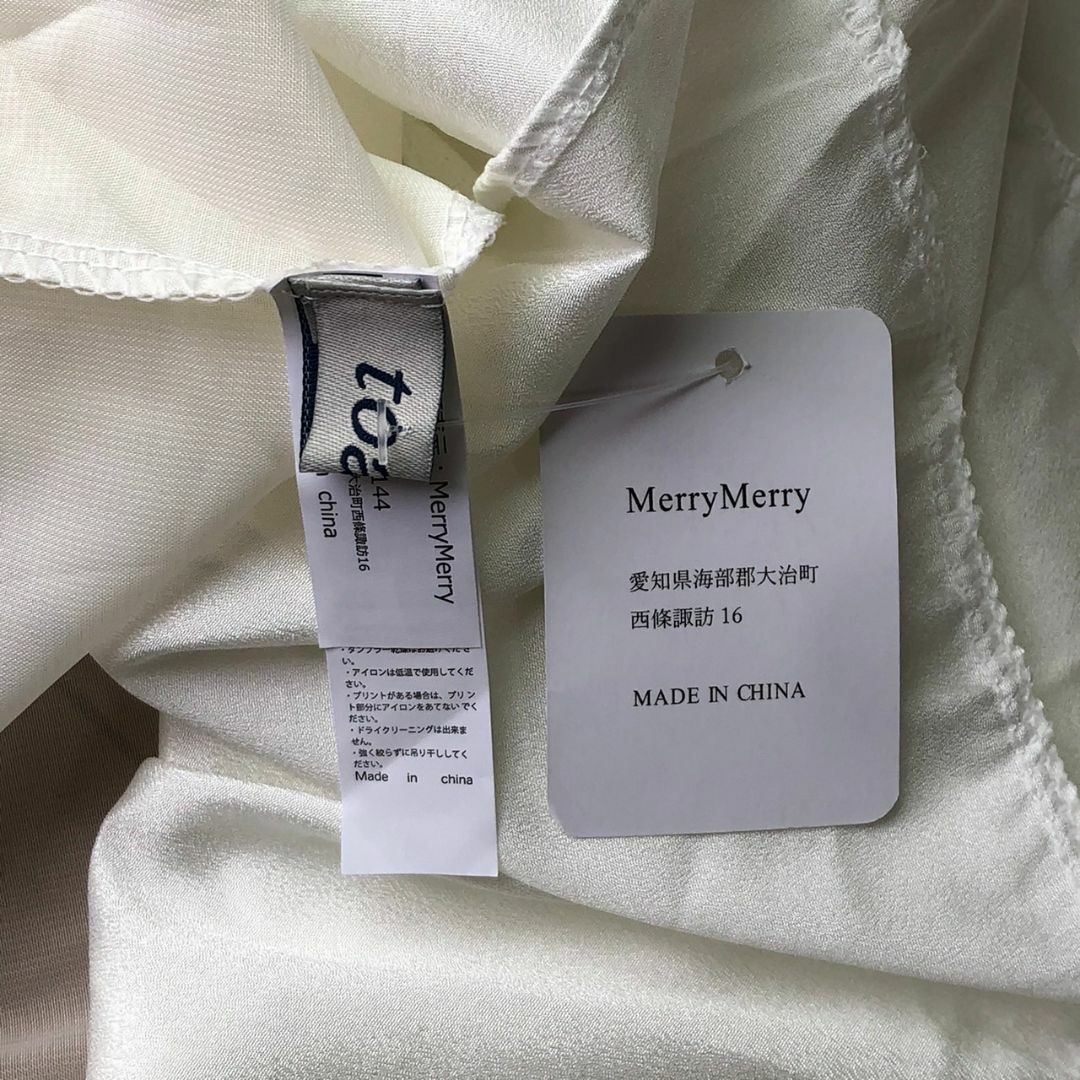 to
144
MerryMerry
大治町西條諏訪16
china
い。
・アイロンは低温で使用してくだ
さい。
・プリントがある場合は、プリン
ト部分にアイロンをあてないでく
ださい。
・ドライクリーニングは出来ま
せん。
・強く絞らずに吊り干ししてく
ださい。
Made in china
MerryMerry
愛知県海部郡大治町
西條諏訪 16
MADE IN CHINA